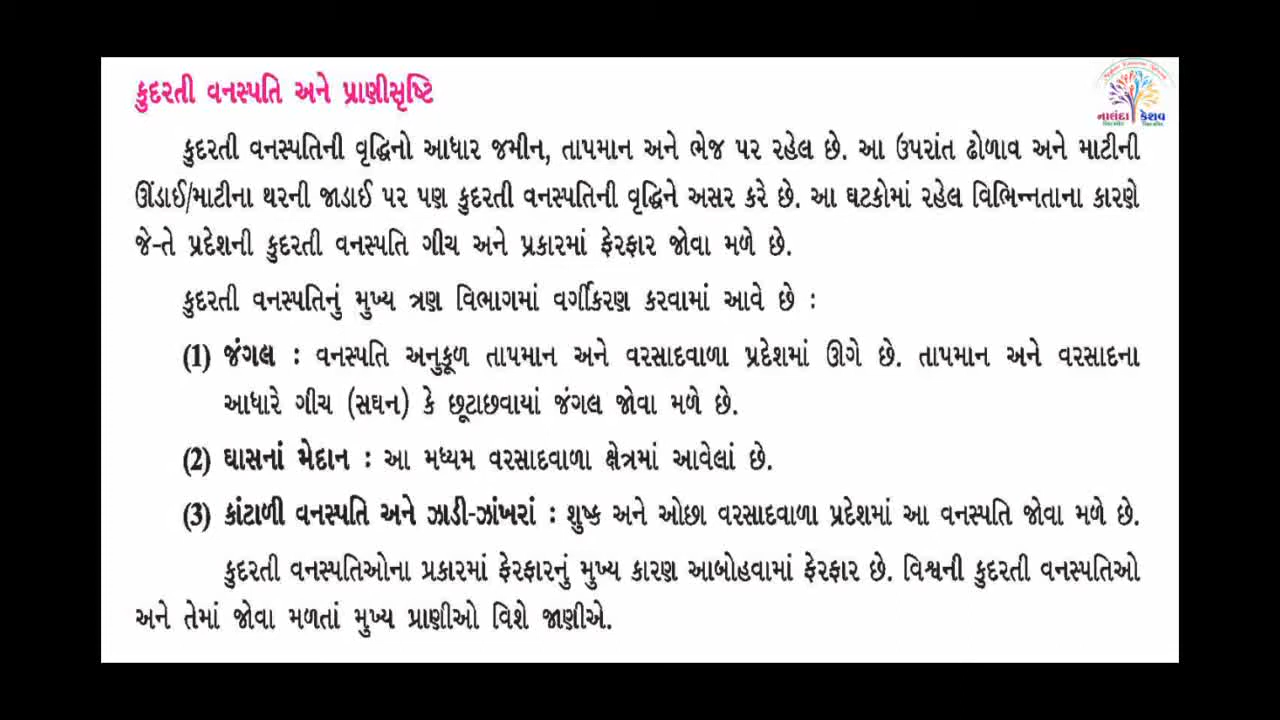 કુદરતી વનસ્પતિ અને પ્રાણીસૃષ્ટિ
નાલંદા કેશવ
કુદરતી વનસ્પતિની વૃદ્ધિનો આધાર જમીન, તાપમાન અને ભેજ પર રહેલ છે. આ ઉપરાંત ઢોળાવ અને માટીની
ઊંડાઈ/માટીના થરની જાડાઈ પર પણ કુદરતી વનસ્પતિની વૃદ્ધિને અસર કરે છે. આ ઘટકોમાં રહેલ વિભિન્નતાના કારણે
જે-તે પ્રદેશની કુદરતી વનસ્પતિ ગીચ અને પ્રકારમાં ફેરફાર જોવા મળે છે.
કુદરતી વનસ્પતિનું મુખ્ય ત્રણ વિભાગમાં વર્ગીકરણ કરવામાં આવે છે :
(1) જંગલ : વનસ્પતિ અનુકૂળ તાપમાન અને વરસાદવાળા પ્રદેશમાં ઊગે છે. તાપમાન અને વરસાદના
આધારે ગીચ (સઘન) કે છૂટાછવાયાં જંગલ જોવા મળે છે.
(2) ઘાસનાં મેદાન : આ મધ્યમ વરસાદવાળા ક્ષેત્રમાં આવેલાં છે.
(3) કાંટાળી વનસ્પતિ અને ઝાડી-ઝાંખરાં : શુષ્ક અને ઓછા વરસાદવાળા પ્રદેશમાં આ વનસ્પતિ જોવા મળે છે.
કુદરતી વનસ્પતિઓના પ્રકારમાં ફેરફારનું મુખ્ય કારણ આબોહવામાં ફેરફાર છે. વિશ્વની કુદરતી વનસ્પતિઓ
અને તેમાં જોવા મળતાં મુખ્ય પ્રાણીઓ વિશે જાણીએ.